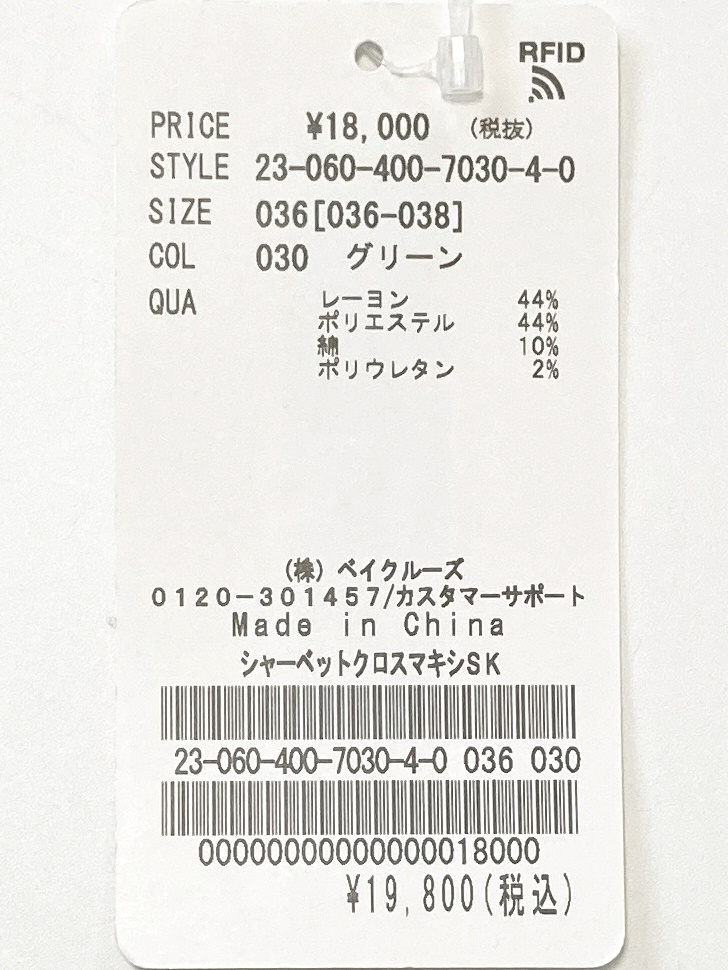 RFID
PRICE ¥18,000 (税抜)
STYLE 23-060-400-7030-4-0
SIZE 036[036-038]
COL 030 グリーン
QUA レーヨン 44%
ポリエステル 44%
綿 10%
ポリウレタン 2%
(株) ベイクルーズ
0120-301457/カスタマーサポート
Made in China
シャーベットクロスマキシSK
23-060-400-7030-4-0 036 030
00000000000000018000
¥19,800(税込)